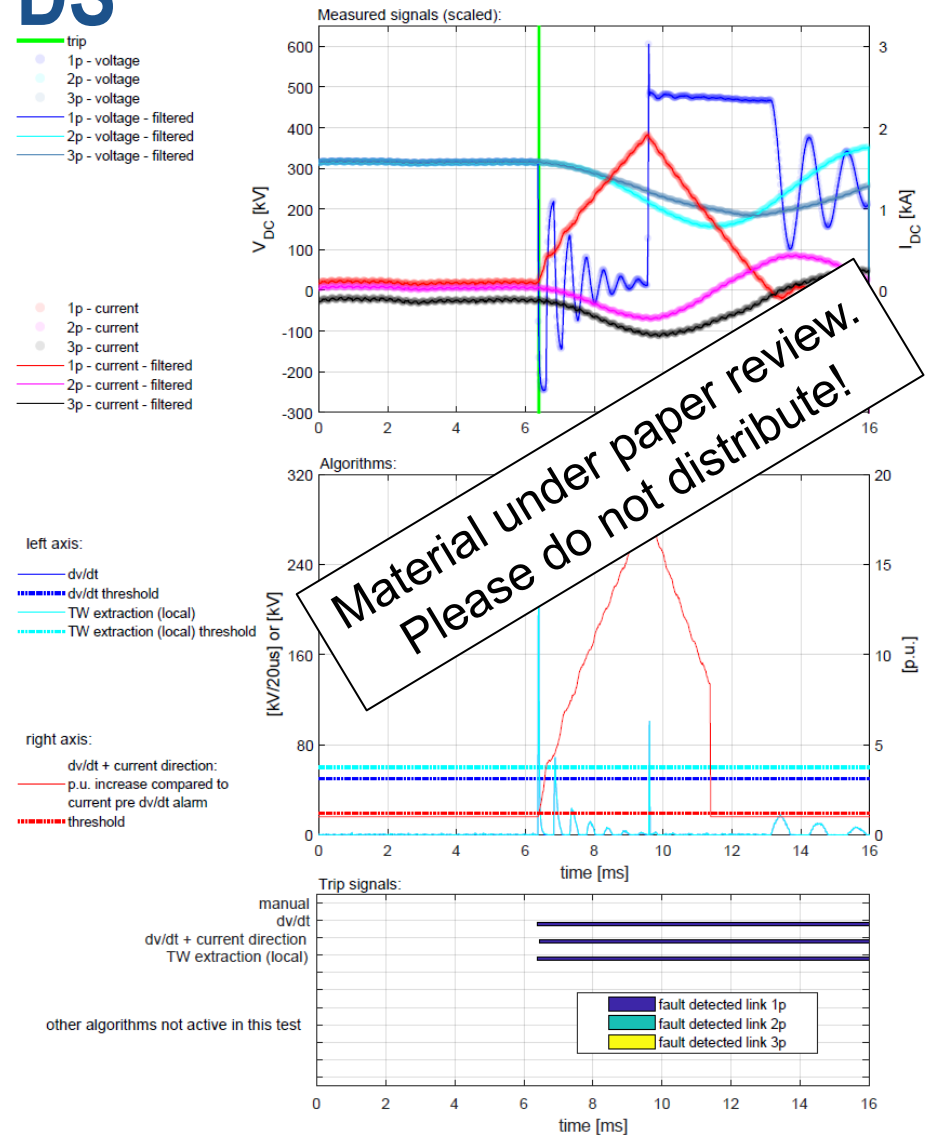 DS
Measured signals (scaled):
trip
1p - voltage
2p - voltage
3p - voltage
1p - voltage - filtered
2p - voltage - filtered
3p - voltage - filtered
1p - current
2p - current
3p - current
1p - current - filtered
2p - current - filtered
3p - current - filtered
V_DC [kV]
600
500
400
300
200
100
0
-100
-200
-300
3
2
1
0
I_DC [kA]
0 2 4 6 16
Material under paper review.
Please do not distribute!
Algorithms:
left axis:
dv/dt
dv/dt threshold
TW extraction (local)
TW extraction (local) threshold
right axis:
dv/dt + current direction:
p.u. increase compared to
current pre dv/dt alarm
threshold
[kV/20us] or [kV]
320
240
160
80
0
20
15
10
5
0
[p.u.]
0 2 4 6 8 10 12 14 16
time [ms]
Trip signals:
manual
dv/dt
dv/dt + current direction
TW extraction (local)
other algorithms not active in this test
fault detected link 1p
fault detected link 2p
fault detected link 3p
0 2 4 6 8 10 12 14 16
time [ms]